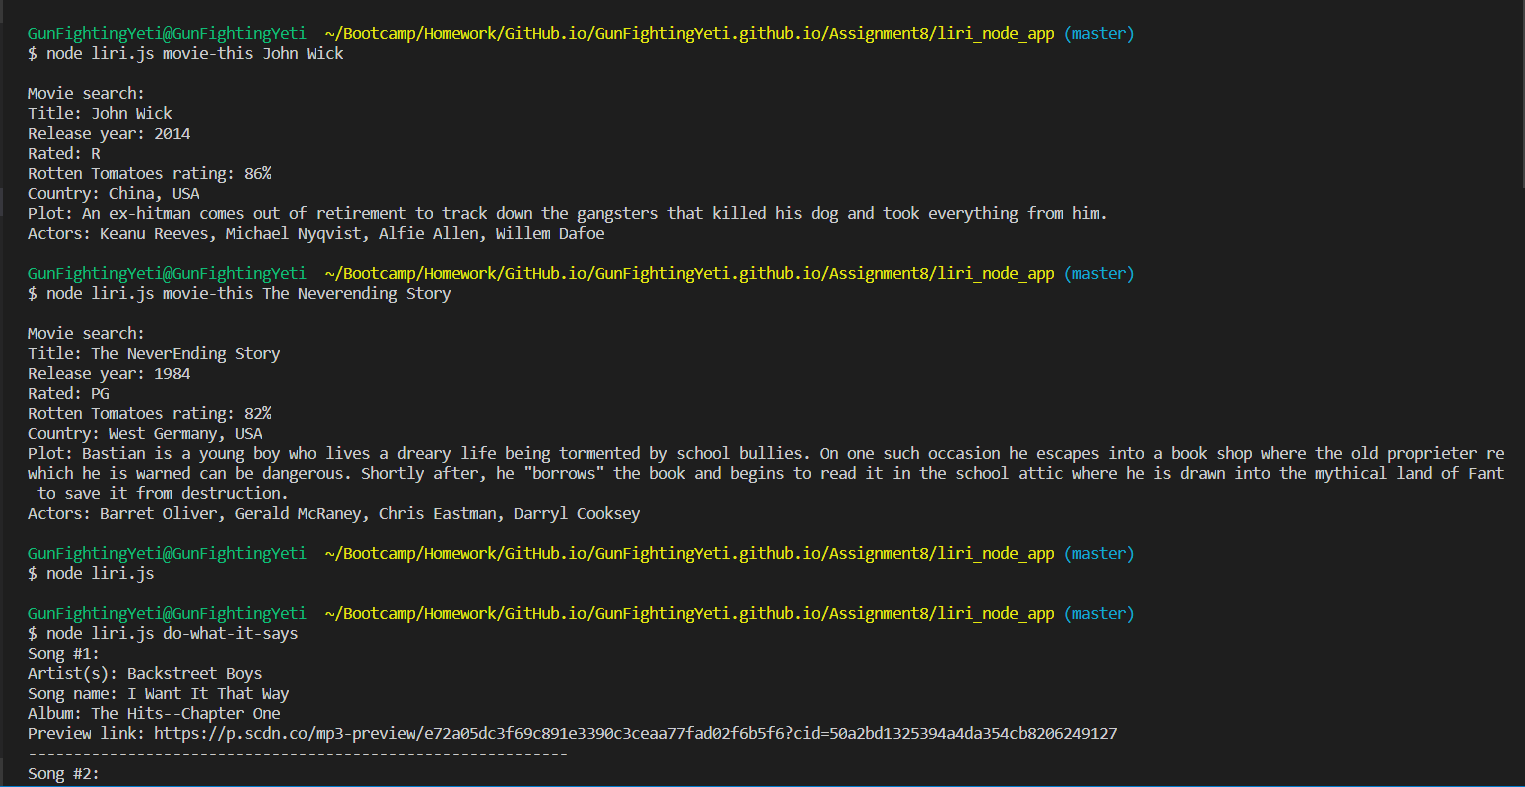 GunFightingYeti@GunFightingYeti ~/Bootcamp/Homework/GitHub.io/GunFightingYeti.github.io/Assignment8/liri_node_app (master)
$ node liri.js movie-this John Wick
Movie search:
Title: John Wick
Release year: 2014
Rated: R
Rotten Tomatoes rating: 86%
Country: China, USA
Plot: An ex-hitman comes out of retirement to track down the gangsters that killed his dog and took everything from him.
Actors: Keanu Reeves, Michael Nyqvist, Alfie Allen, Willem Dafoe
GunFightingYeti@GunFightingYeti ~/Bootcamp/Homework/GitHub.io/GunFightingYeti.github.io/Assignment8/liri_node_app (master)
$ node liri.js movie-this The Neverending Story
Movie search:
Title: The NeverEnding Story
Release year: 1984
Rated: PG
Rotten Tomatoes rating: 82%
Country: West Germany, USA
Plot: Bastian is a young boy who lives a dreary life being tormented by school bullies. On one such occasion he escapes into a book shop where the old proprieter re
which he is warned can be dangerous. Shortly after, he "borrows" the book and begins to read it in the school attic where he is drawn into the mythical land of Fant
to save it from destruction.
Actors: Barret Oliver, Gerald McRaney, Chris Eastman, Darryl Cooksey
GunFightingYeti@GunFightingYeti ~/Bootcamp/Homework/GitHub.io/GunFightingYeti.github.io/Assignment8/liri_node_app (master)
$ node liri.js
GunFightingYeti@GunFightingYeti ~/Bootcamp/Homework/GitHub.io/GunFightingYeti.github.io/Assignment8/liri_node_app (master)
$ node liri.js do-what-it-says
Song #1:
Artist(s): Backstreet Boys
Song name: I Want It That Way
Album: The Hits--Chapter One
Preview link: https://p.scdn.co/mp3-preview/e72a05dc3f69c891e3390c3ceaa77fad02f6b5f6?cid=50a2bd1325394a4da354cb8206249127
------------------------------------------------------------
Song #2: